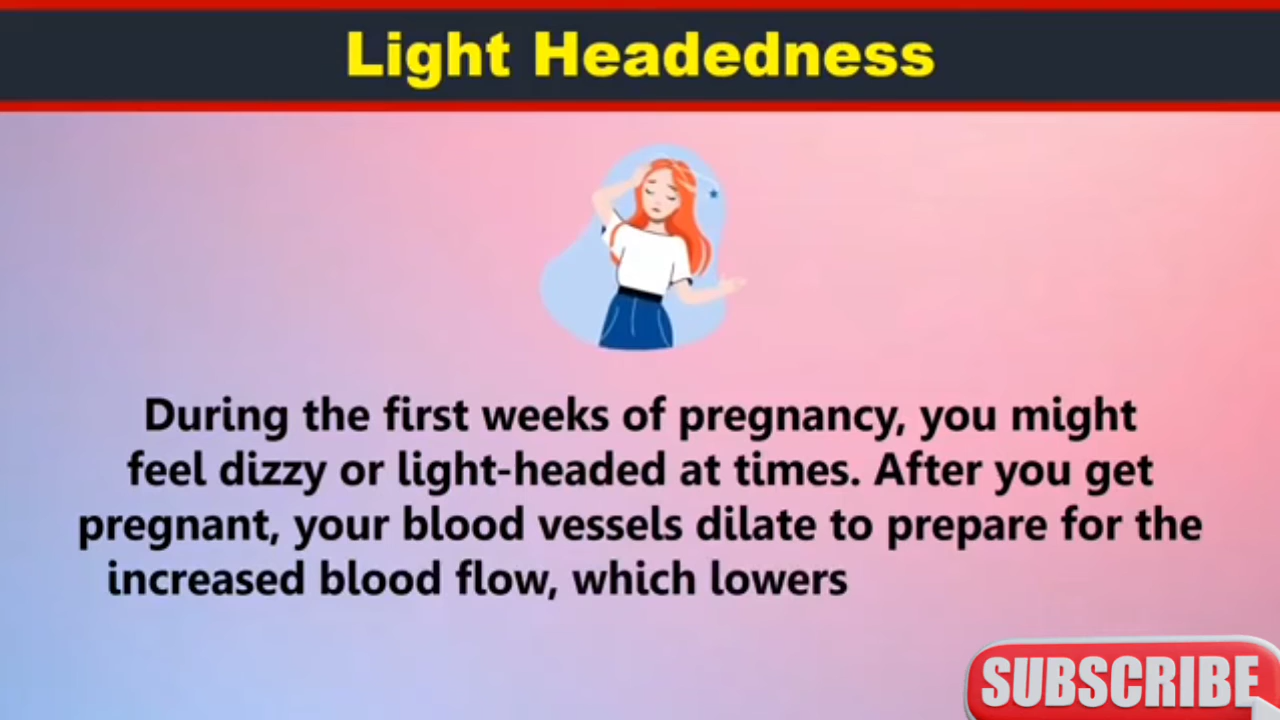 Light Headedness
During the first weeks of pregnancy, you might
feel dizzy or light-headed at times. After you get
pregnant, your blood vessels dilate to prepare for the
increased blood flow, which lowers
SUBSCRIBE